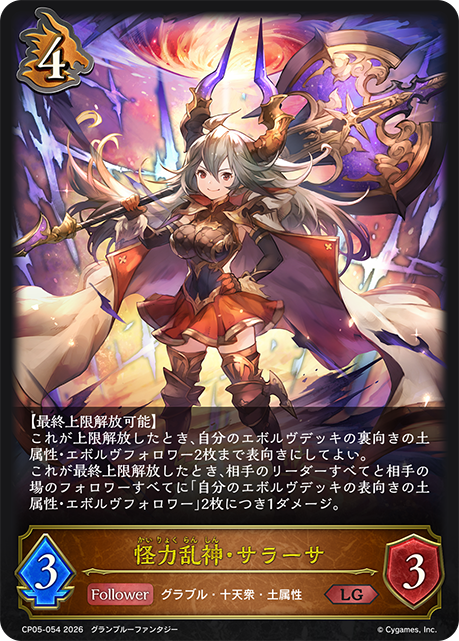 4
【最終上限解放可能】
これが上限解放したとき、自分のエボルヴデッキの裏向きの土
属性・エボルヴフォロワー2枚まで表向きにしてよい。
これが最終上限解放したとき、相手のリーダーすべてと相手の
場のフォロワーすべてに「自分のエボルヴデッキの表向きの土
属性・エボルヴフォロワー」2枚につき1ダメージ。
かいりょくらんしん
怪力乱神・サラーサ
3
Follower グラブル・十天衆・土属性 LG
3
CP05-054 2026 グランブルーファンタジー
© Cygames, Inc.